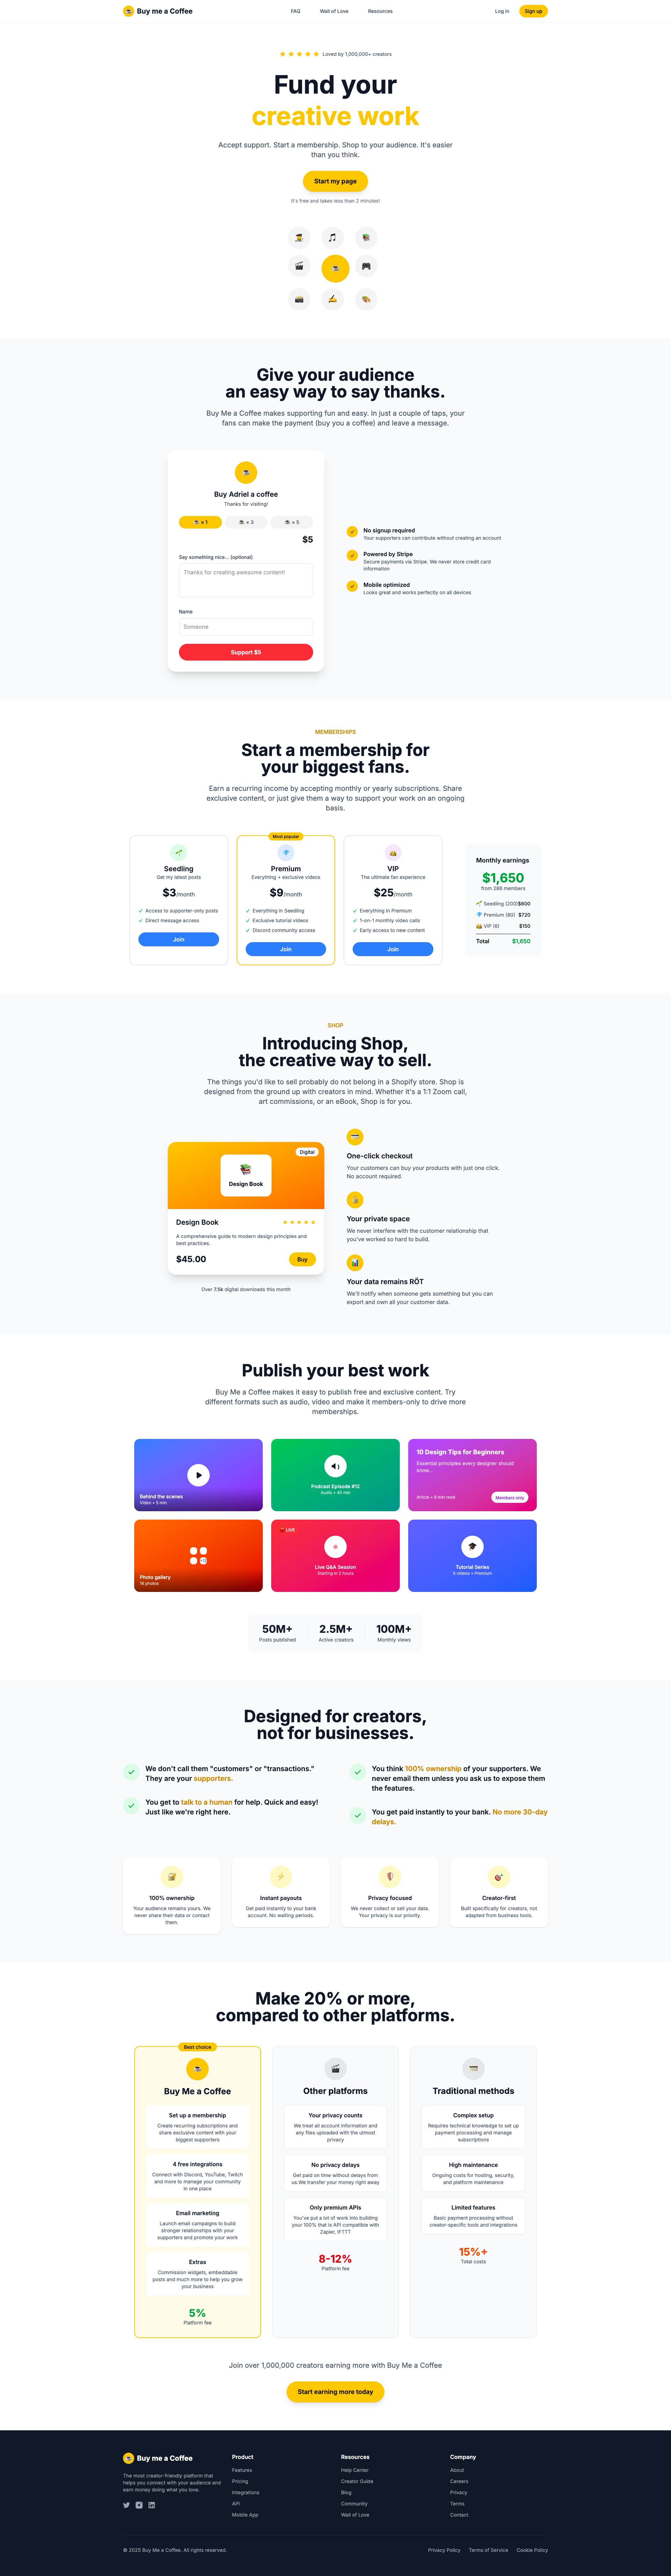 Buy me a Coffee
FAQ
Wall of Love
Resources
Log in
Sign up
Loved by 1,000,000+ creators
Fund your
creative work
Accept support. Start a membership. Shop to your audience. It's easier
than you think.
Start my page
It's free and takes less than 2 minutes!
Give your audience
an easy way to say thanks.
Buy Me a Coffee makes supporting fun and easy. In just a couple of taps, your
fans can make the payment (buy you a coffee) and leave a message.
Buy Adriel a coffee
Thanks for visiting!
× 1
× 3
× 5
$5
Say something nice... (optional)
Thanks for creating awesome content!
Name
Someone
Support $5
No signup required
Your supporters can contribute without creating an account
Powered by Stripe
Secure payments via Stripe. We never store credit card
information
Mobile optimized
Looks great and works perfectly on all devices
MEMBERSHIPS
Start a membership for
your biggest fans.
Earn a recurring income by accepting monthly or yearly subscriptions. Share
exclusive content, or just give them a way to support your work on an ongoing
basis.
Seedling
Get my latest posts
$3/month
Access to supporter-only posts
Direct message access
Join
Most popular
Premium
Everything + exclusive videos
$9/month
Everything in Seedling
Exclusive tutorial videos
Discord community access
Join
VIP
The ultimate fan experience
$25/month
Everything in Premium
1-on-1 monthly video calls
Early access to new content
Join
Monthly earnings
$1,650
from 286 members
Seedling (200) $600
Premium (80) $720
VIP (6) $150
Total $1,650
SHOP
Introducing Shop,
the creative way to sell.
The things you'd like to sell probably do not belong in a Shopify store. Shop is
designed from the ground up with creators in mind. Whether it's a 1:1 Zoom call,
art commissions, or an eBook, Shop is for you.
Digital
Design Book
Design Book
A comprehensive guide to modern design principles and
best practices.
$45.00
Buy
Over 7.5k digital downloads this month
One-click checkout
Your customers can buy your products with just one click.
No account required.
Your private space
We never interfere with the customer relationship that
you've worked so hard to build.
Your data remains RÖT
We'll notify when someone gets something but you can
export and own all your customer data.
Publish your best work
Buy Me a Coffee makes it easy to publish free and exclusive content. Try
different formats such as audio, video and make it members-only to drive more
memberships.
Behind the scenes
Video • 5 min
Podcast Episode #12
Audio • 45 min
10 Design Tips for Beginners
Essential principles every designer should
know...
Article • 8 min read
Members only
Photo gallery
16 photos
LIVE
Live Q&A Session
Starting in 2 hours
Tutorial Series
5 videos • Premium
50M+
Posts published
2.5M+
Active creators
100M+
Monthly views
Designed for creators,
not for businesses.
We don't call them "customers" or "transactions."
They are your supporters.
You get to talk to a human for help. Quick and easy!
Just like we're right here.
You think 100% ownership of your supporters. We
never email them unless you ask us to expose them
the features.
You get paid instantly to your bank. No more 30-day
delays.
100% ownership
Your audience remains yours. We
never share their data or contact
them.
Instant payouts
Get paid instantly to your bank
account. No waiting periods.
Privacy focused
We never collect or sell your data.
Your privacy is our priority.
Creator-first
Built specifically for creators, not
adapted from business tools.
Make 20% or more,
compared to other platforms.
Best choice
Buy Me a Coffee
Set up a membership
Create recurring subscriptions and
share exclusive content with your
biggest supporters
4 free integrations
Connect with Discord, YouTube, Twitch
and more to manage your community
in one place
Email marketing
Launch email campaigns to build
stronger relationships with your
supporters and promote your work
Extras
Commission widgets, embeddable
posts and much more to help you grow
your business
5%
Platform fee
Other platforms
Your privacy counts
We treat all account information and
any files uploaded with the utmost
privacy
No privacy delays
Get paid on time without delays from
us We transfer your money right away
Only premium APIs
You've put a lot of work into building
your 100% that is API compatible with
Zapier, IFTTT
8-12%
Platform fee
Traditional methods
Complex setup
Requires technical knowledge to set up
payment processing and manage
subscriptions
High maintenance
Ongoing costs for hosting, security,
and platform maintenance
Limited features
Basic payment processing without
creator-specific tools and integrations
15%+
Total costs
Join over 1,000,000 creators earning more with Buy Me a Coffee
Start earning more today
Buy me a Coffee
The most creator-friendly platform that
helps you connect with your audience and
earn money doing what you love.
Product
Features
Pricing
Integrations
API
Mobile App
Resources
Help Center
Creator Guide
Blog
Community
Wall of Love
Company
About
Careers
Privacy
Terms
Contact
© 2025 Buy Me a Coffee. All rights reserved.
Privacy Policy
Terms of Service
Cookie Policy